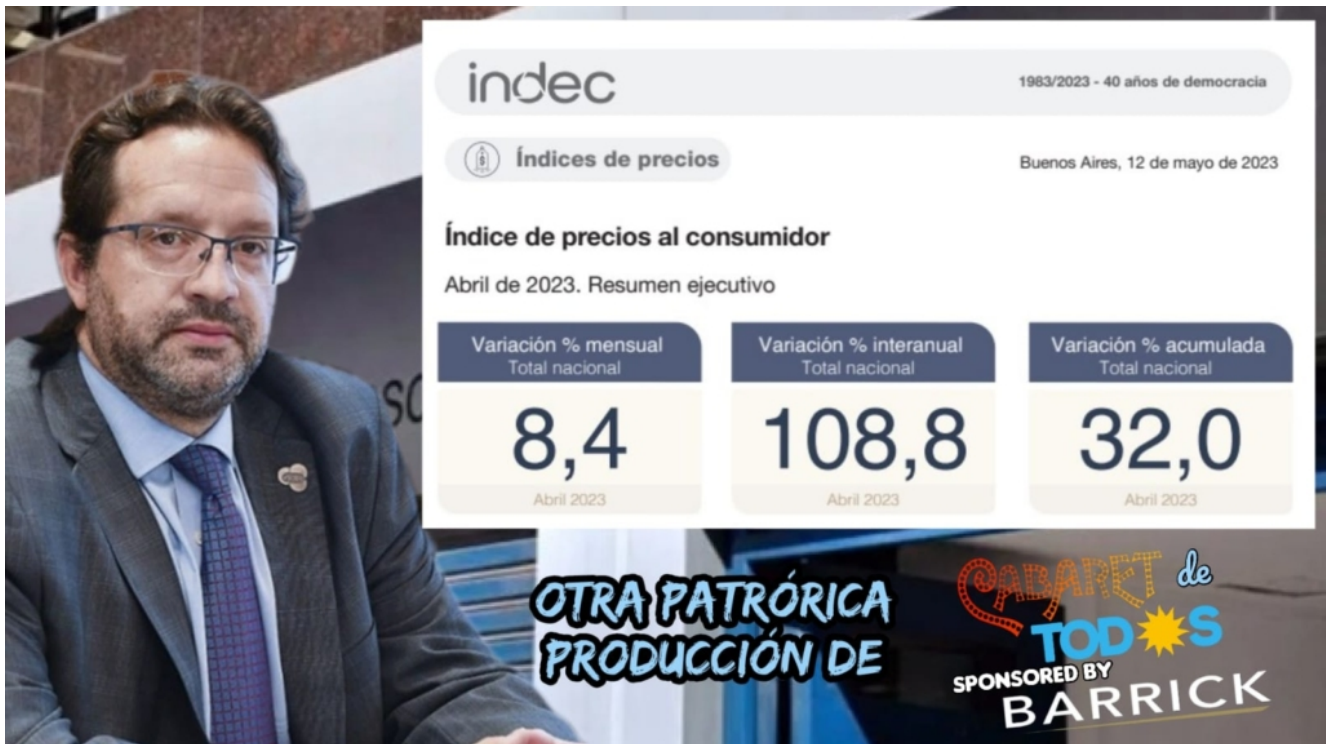 indec
1983/2023 - 40 años de democracia
Índices de precios
Buenos Aires, 12 de mayo de 2023
Índice de precios al consumidor
Abril de 2023. Resumen ejecutivo
Variación % mensual
Total nacional
8,4
Abril 2023
Variación % interanual
Total nacional
108,8
Abril 2023
Variación % acumulada
Total nacional
32,0
Abril 2023
OTRA PATRÓRICA
PRODUCCIÓN DE
CABARET de
TODOS
SPONSORED BY
BARRICK